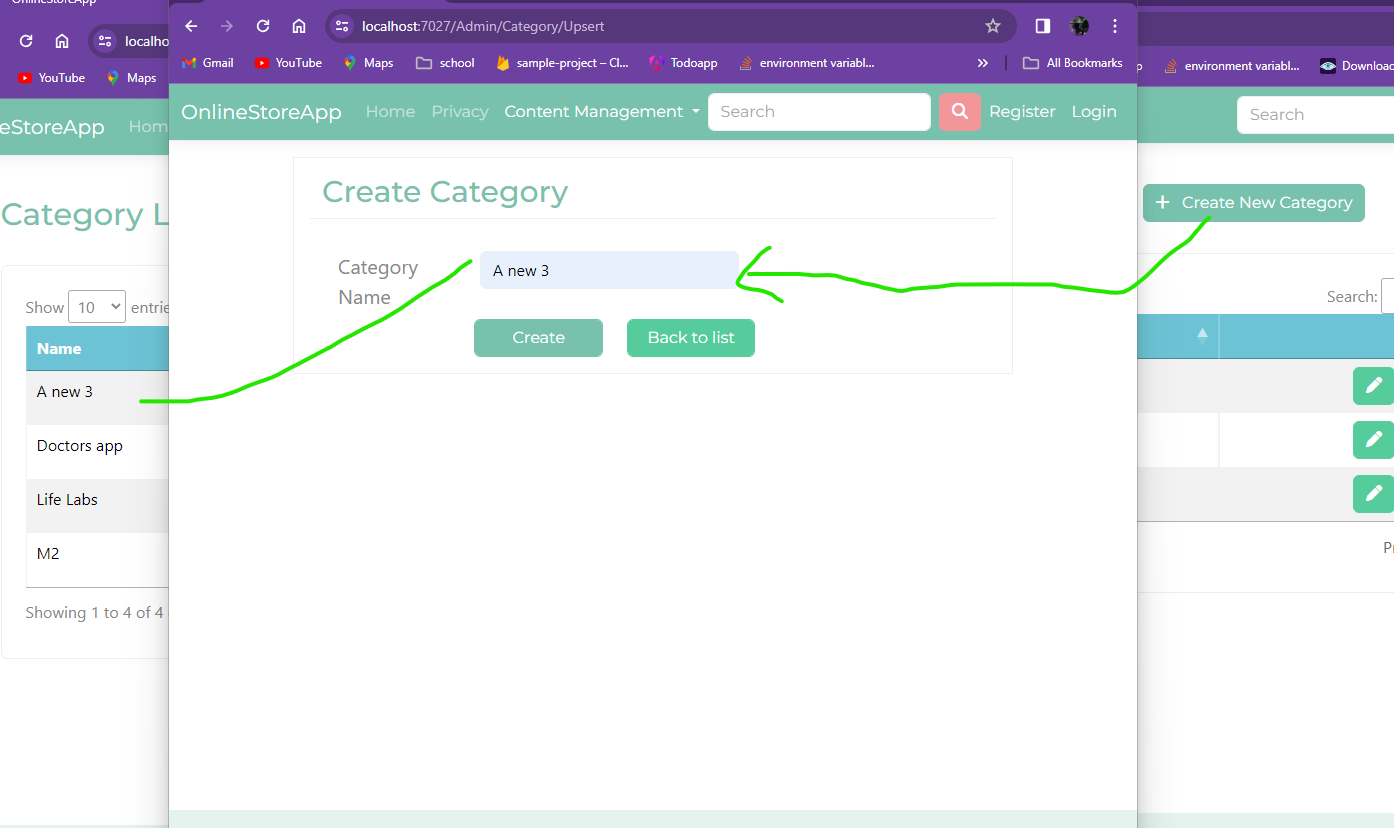 OnlineStoreApp
localho
YouTube
Maps
eStoreApp
Hom
Category L
Show 10 entrie
Name
A new 3
Doctors app
Life Labs
M2
Showing 1 to 4 of 4
localhost:7027/Admin/Category/Upsert
Gmail
YouTube
Maps
school
sample-project – Cl...
Todoapp
environment variabl...
»
All Bookmarks
OnlineStoreApp
Home
Privacy
Content Management
Search
Register
Login
Create Category
Category
Name
A new 3
Create
Back to list
p
environment variabl...
Downloac
Search
+ Create New Category
Search:
Pr